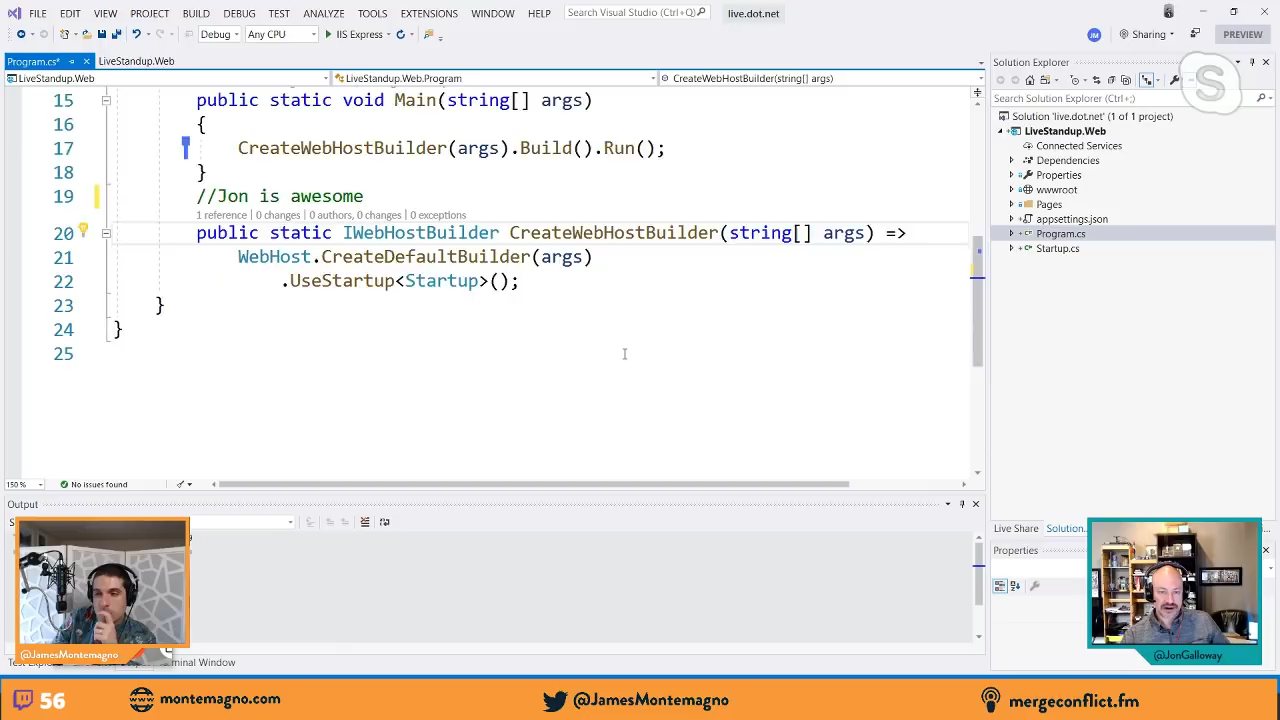 FILE EDIT VIEW PROJECT BUILD DEBUG TEST ANALYZE TOOLS EXTENSIONS WINDOW HELP Search Visual Studio (Ctrl+Q) live.dot.net
Debug Any CPU IIS Express JM Sharing PREVIEW
Program.cs* LiveStandup.Web
LiveStandup.Web LiveStandup.Web.Program CreateWebHostBuilder(string[] args)
15 public static void Main(string[] args)
16 {
17 CreateWebHostBuilder(args).Build().Run();
18 }
19 //Jon is awesome
1 reference | 0 changes | 0 authors, 0 changes | 0 exceptions
20 public static IWebHostBuilder CreateWebHostBuilder(string[] args) =>
21 WebHost.CreateDefaultBuilder(args)
22 .UseStartup<Startup>();
23 }
24 }
25
150 % No issues found
Solution Explorer
Search Solution Explorer (Ctrl+;)
Solution 'live.dot.net' (1 of 1 project)
LiveStandup.Web
Connected Services
Dependencies
Properties
wwwroot
Pages
appsettings.json
Program.cs
Startup.cs
Live Share Solution...
Properties
Output
@JamesMontemagno
@JonGalloway
56 montemagno.com @JamesMontemagno mergeconflict.fm